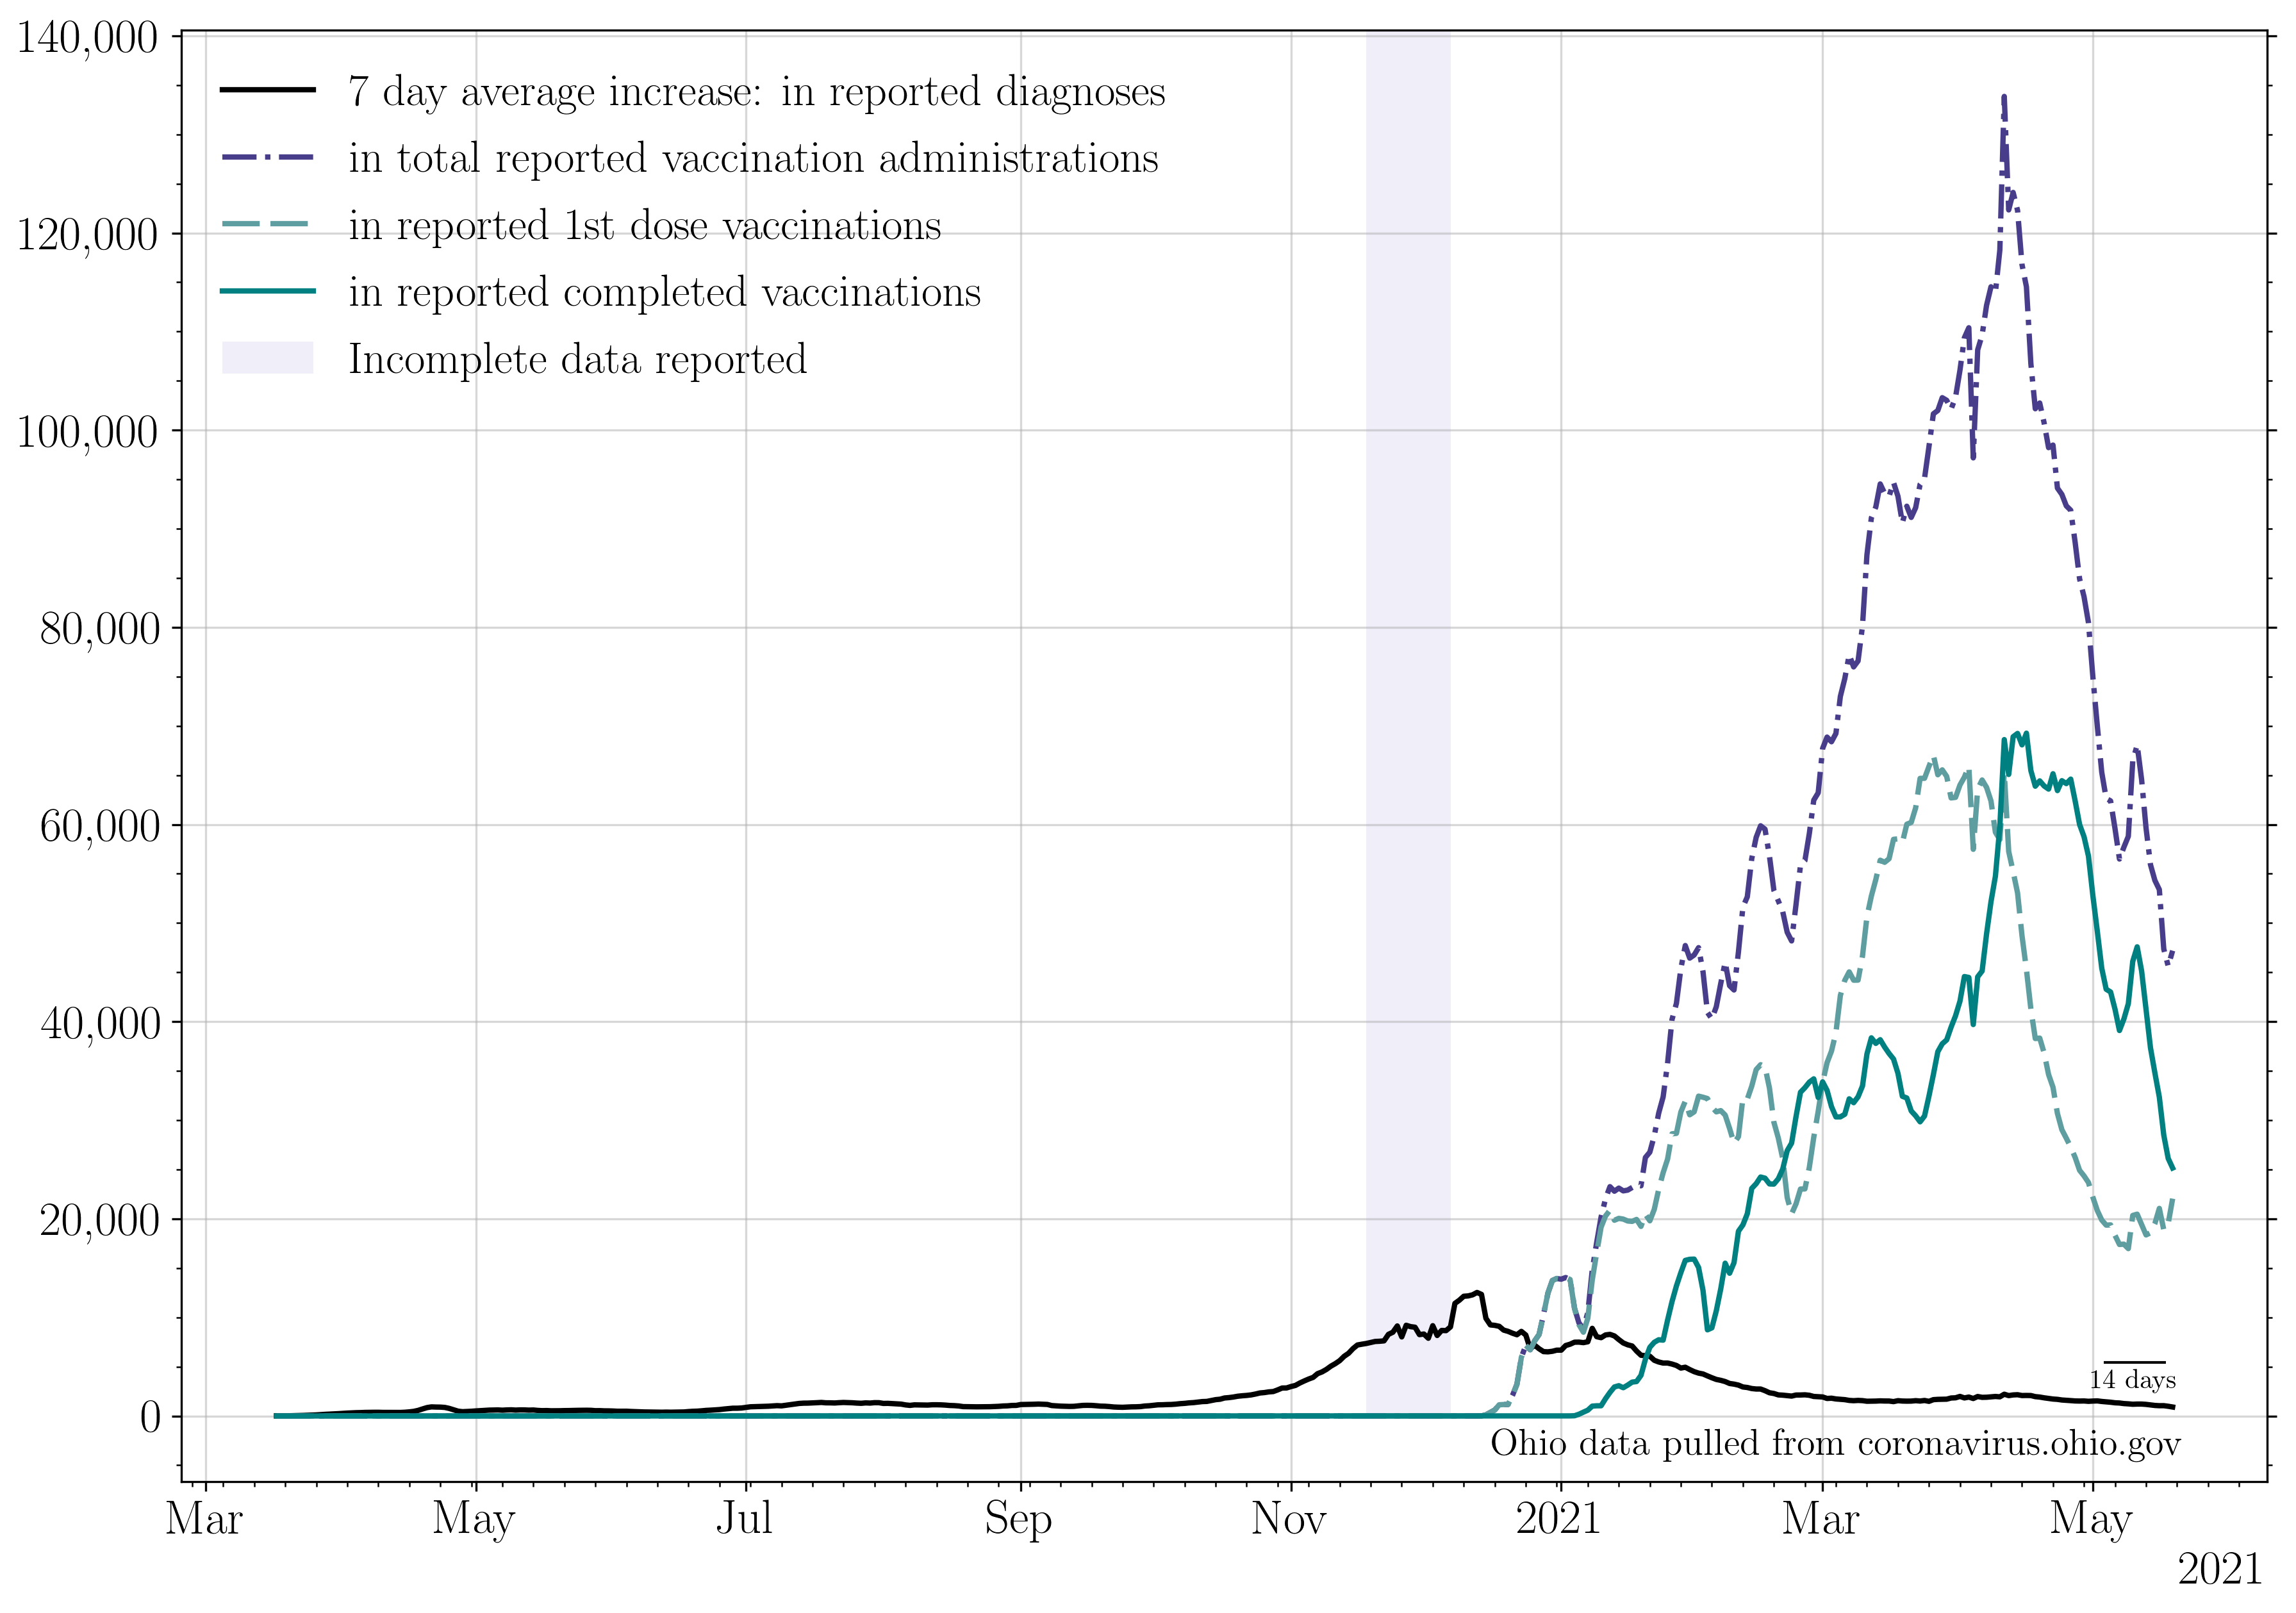 140,000
7 day average increase: in reported diagnoses
in total reported vaccination administrations
120,000
in reported 1st dose vaccinations
in reported completed vaccinations
Incomplete data reported
100,000
80,000
60,000
40,000
20,000
14 days
0
Ohio data pulled from coronavirus.ohio.gov
Mar May Jul Sep Nov 2021 Mar May
2021